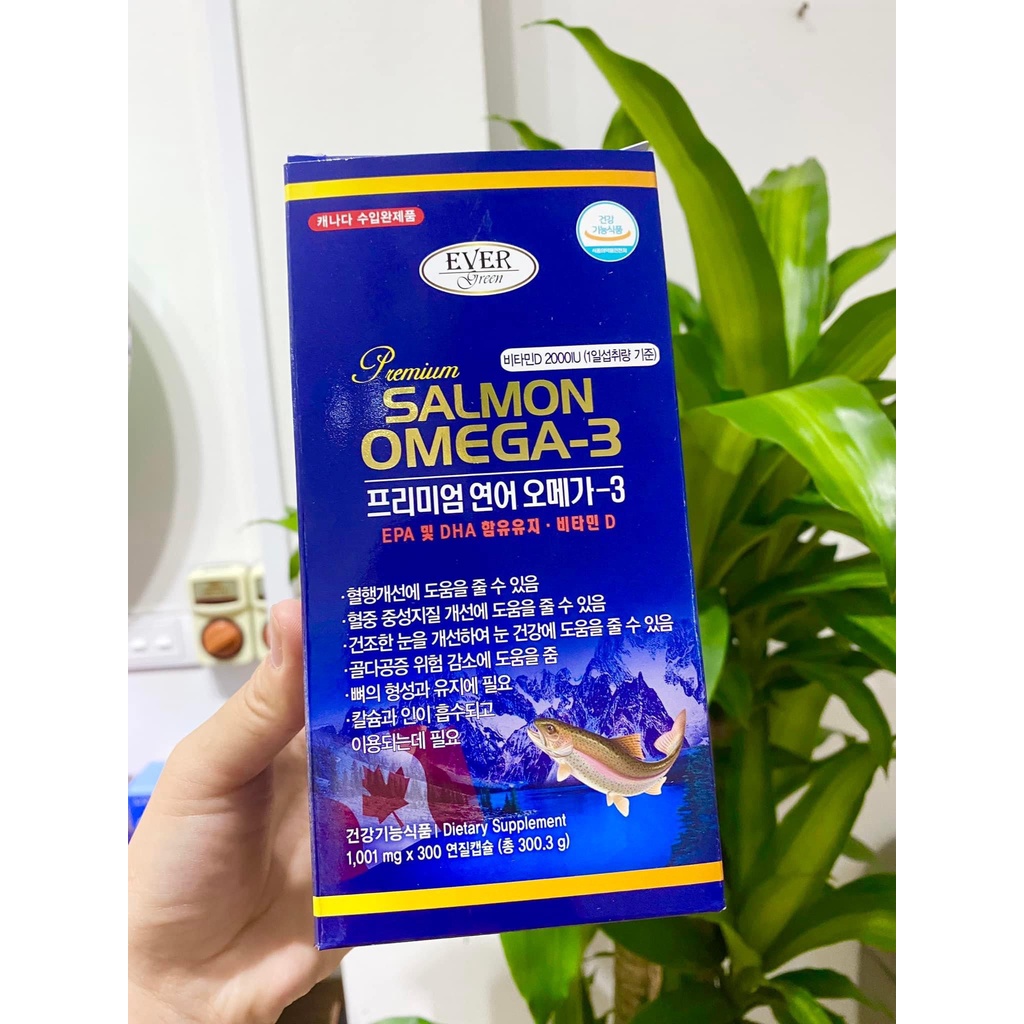 캐나다 수입완제품
건강
기능식품
식품의약품안전처
EVER
Green
비타민D 2000IU (1일섭취량 기준)
Premium
SALMON
OMEGA-3
프리미엄 연어 오메가-3
EPA 및 DHA 함유유지 · 비타민 D
· 혈행개선에 도움을 줄 수 있음
· 혈중 중성지질 개선에 도움을 줄 수 있음
· 건조한 눈을 개선하여 눈 건강에 도움을 줄 수 있음
· 골다공증 위험 감소에 도움을 줌
· 뼈의 형성과 유지에 필요
· 칼슘과 인이 흡수되고
이용되는데 필요
건강기능식품 | Dietary Supplement
1,001 mg x 300 연질캡슐 (총 300.3 g)